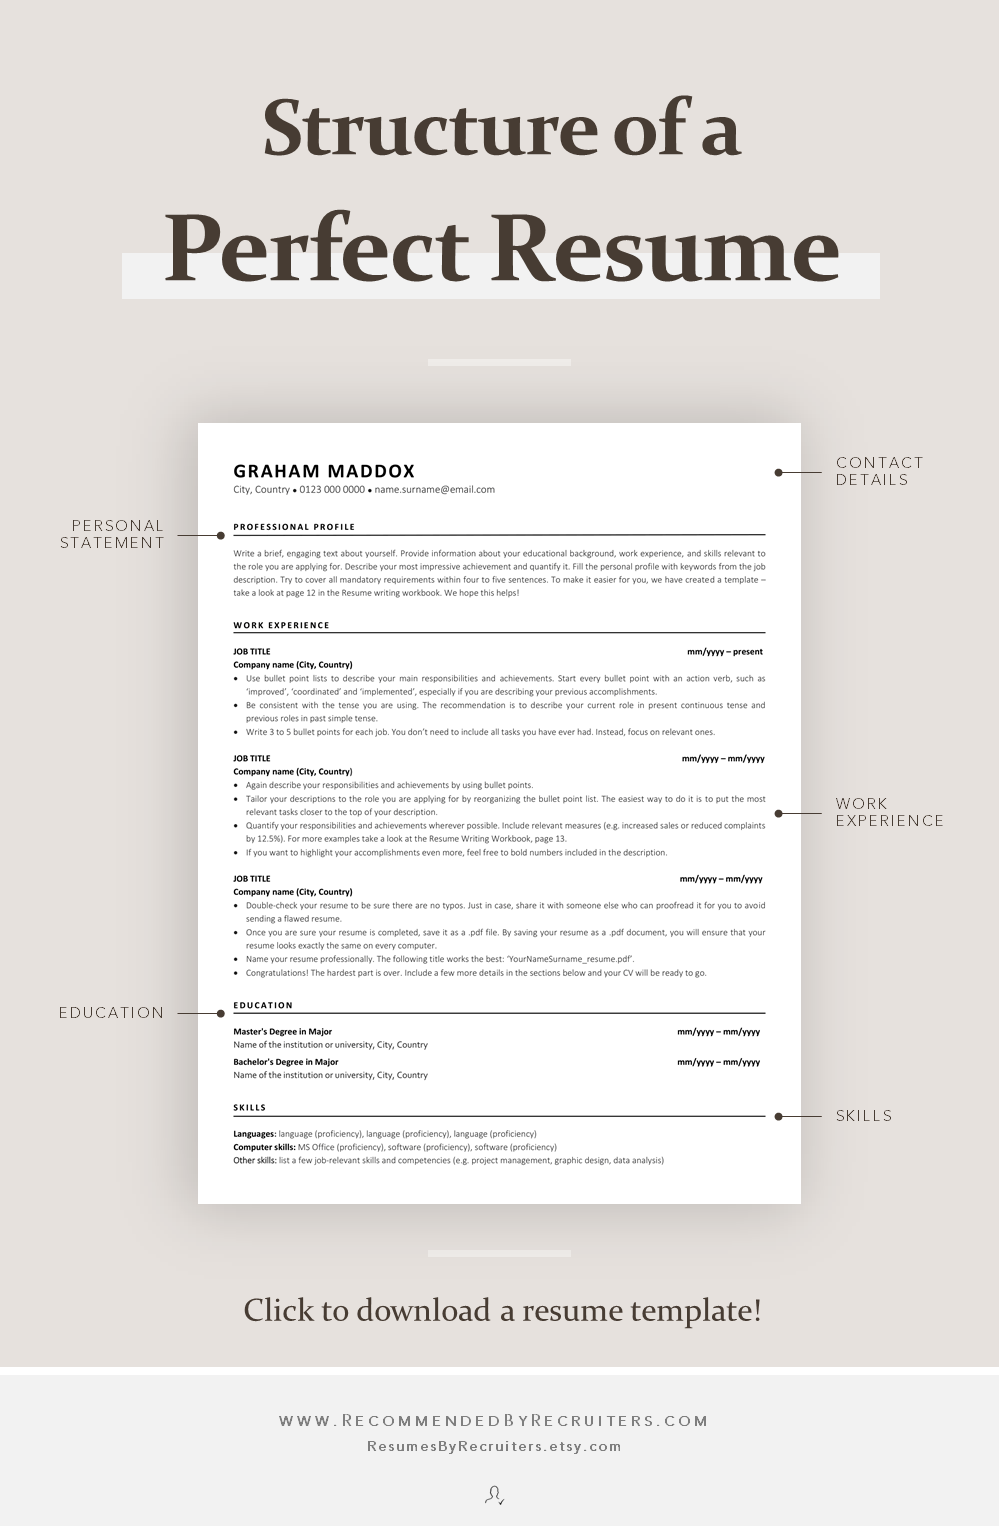 Structure of a
Perfect Resume
CONTACT
DETAILS
GRAHAM MADDOX
City, Country • 0123 000 0000 • name.surname@email.com
PERSONAL
STATEMENT
PROFESSIONAL PROFILE
Write a brief, engaging text about yourself. Provide information about your educational background, work experience, and skills relevant to
the role you are applying for. Describe your most impressive achievement and quantify it. Fill the personal profile with keywords from the job
description. Try to cover all mandatory requirements within four to five sentences. To make it easier for you, we have created a template –
take a look at page 12 in the Resume writing workbook. We hope this helps!
WORK EXPERIENCE
JOB TITLE mm/yyyy – present
Company name (City, Country)
• Use bullet point lists to describe your main responsibilities and achievements. Start every bullet point with an action verb, such as
‘improved’, ‘coordinated’ and ‘implemented’, especially if you are describing your previous accomplishments.
• Be consistent with the tense you are using. The recommendation is to describe your current role in present continuous tense and
previous roles in past simple tense.
• Write 3 to 5 bullet points for each job. You don’t need to include all tasks you have ever had. Instead, focus on relevant ones.
JOB TITLE mm/yyyy – mm/yyyy
Company name (City, Country)
• Again describe your responsibilities and achievements by using bullet points.
• Tailor your descriptions to the role you are applying for by reorganizing the bullet point list. The easiest way to do it is to put the most
relevant tasks closer to the top of your description.
• Quantify your responsibilities and achievements wherever possible. Include relevant measures (e.g. increased sales or reduced complaints
by 12.5%). For more examples take a look at the Resume Writing Workbook, page 13.
• If you want to highlight your accomplishments even more, feel free to bold numbers included in the description.
WORK
EXPERIENCE
JOB TITLE mm/yyyy – mm/yyyy
Company name (City, Country)
• Double-check your resume to be sure there are no typos. Just in case, share it with someone else who can proofread it for you to avoid
sending a flawed resume.
• Once you are sure your resume is completed, save it as a .pdf file. By saving your resume as a .pdf document, you will ensure that your
resume looks exactly the same on every computer.
• Name your resume professionally. The following title works the best: ‘YourNameSurname_resume.pdf’.
• Congratulations! The hardest part is over. Include a few more details in the sections below and your CV will be ready to go.
EDUCATION
EDUCATION
Master's Degree in Major mm/yyyy – mm/yyyy
Name of the institution or university, City, Country
Bachelor's Degree in Major mm/yyyy – mm/yyyy
Name of the institution or university, City, Country
SKILLS
SKILLS
Languages: language (proficiency), language (proficiency), language (proficiency)
Computer skills: MS Office (proficiency), software (proficiency), software (proficiency)
Other skills: list a few job-relevant skills and competencies (e.g. project management, graphic design, data analysis)
Click to download a resume template!
WWW.RECOMMENDEDBYRECRUITERS.COM
ResumesByRecruiters.etsy.com